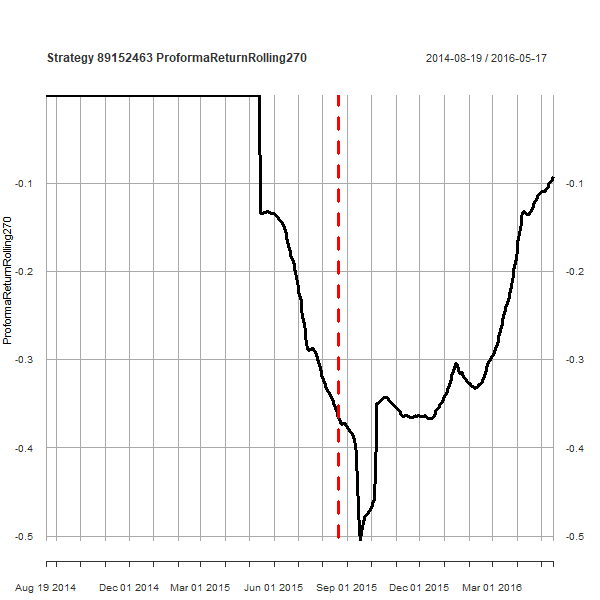 Strategy 89152463 ProformaReturnRolling270
2014-08-19 / 2016-05-17
ProformaReturnRolling270
-0.1 -0.1
-0.2 -0.2
-0.3 -0.3
-0.4 -0.4
-0.5 -0.5
Aug 19 2014 Dec 01 2014 Mar 01 2015 Jun 01 2015 Sep 01 2015 Dec 01 2015 Mar 01 2016